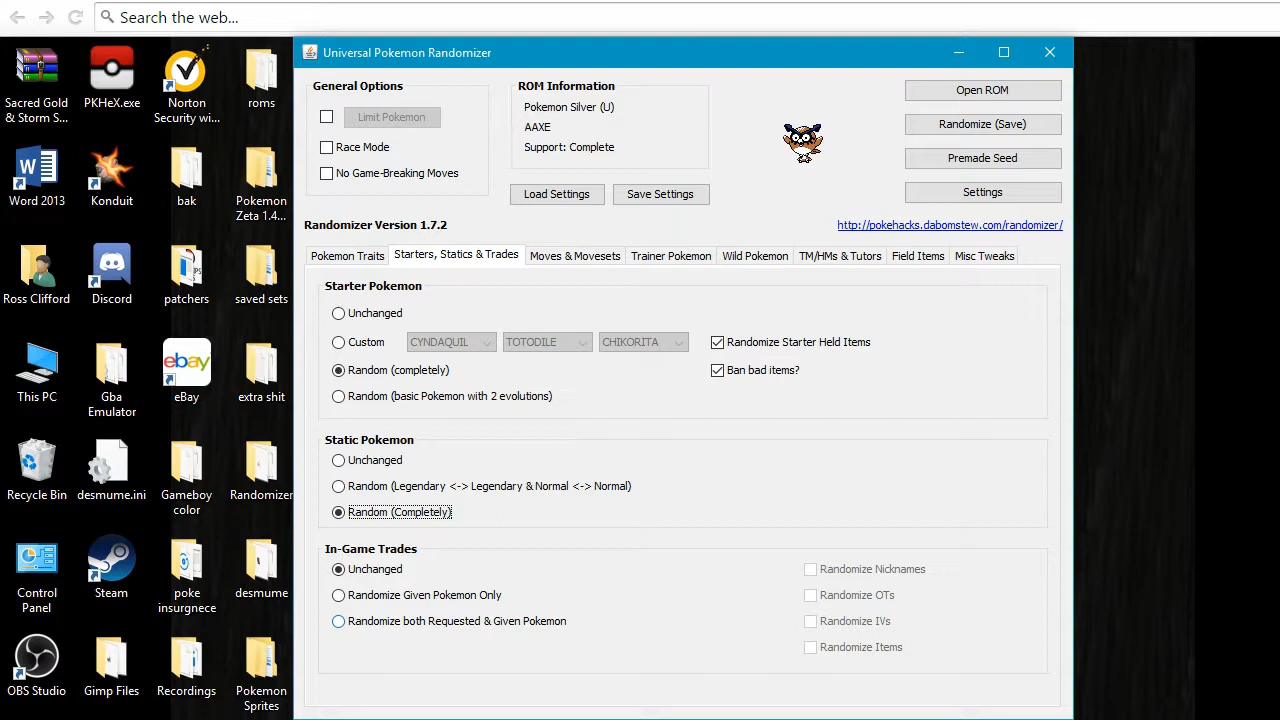 Search the web...
Universal Pokemon Randomizer
General Options
Limit Pokemon
Race Mode
No Game-Breaking Moves
ROM Information
Pokemon Silver (U)
AAXE
Support: Complete
Load Settings
Save Settings
Open ROM
Randomize (Save)
Premade Seed
Settings
Randomizer Version 1.7.2
http://pokehacks.dabomstew.com/randomizer/
Pokemon Traits
Starters, Statics & Trades
Moves & Movesets
Trainer Pokemon
Wild Pokemon
TM/HMs & Tutors
Field Items
Misc Tweaks
Starter Pokemon
Unchanged
Custom
CYNDAQUIL
TOTODILE
CHIKORITA
Randomize Starter Held Items
Random (completely)
Ban bad items?
Random (basic Pokemon with 2 evolutions)
Static Pokemon
Unchanged
Random (Legendary <-> Legendary & Normal <-> Normal)
Random (Completely)
In-Game Trades
Unchanged
Randomize Nicknames
Randomize Given Pokemon Only
Randomize OTs
Randomize both Requested & Given Pokemon
Randomize IVs
Randomize Items
Sacred Gold
& Storm S...
PKHeX.exe
Norton
Security wi...
roms
Word 2013
Konduit
bak
Pokemon
Zeta 1.4...
Ross Clifford
Discord
patchers
saved sets
This PC
Gba
Emulator
ebay
eBay
extra shit
Recycle Bin
desmume.ini
Gameboy
color
Randomizer
Control
Panel
Steam
poke
insurgnece
desmume
OBS Studio
Gimp Files
Recordings
Pokemon
Sprites